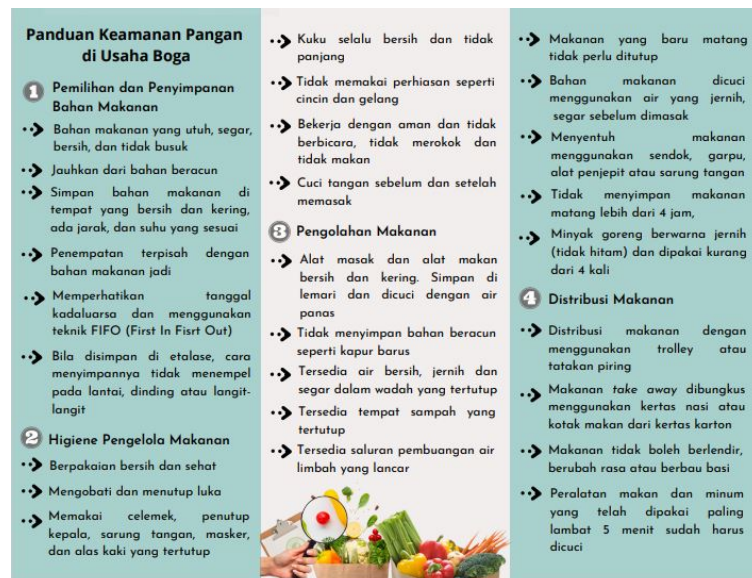 Panduan Keamanan Pangan
di Usaha Boga
1 Pemilihan dan Penyimpanan
Bahan Makanan
Bahan makanan yang utuh, segar,
bersih, dan tidak busuk
Jauhkan dari bahan beracun
Simpan bahan makanan di
tempat yang bersih dan kering,
ada jarak, dan suhu yang sesuai
Penempatan terpisah dengan
bahan makanan jadi
Memperhatikan tanggal
kadaluarsa dan menggunakan
teknik FIFO (First In Fisrt Out)
Bila disimpan di etalase, cara
menyimpannya tidak menempel
pada lantai, dinding atau langit-
langit
2 Higiene Pengelola Makanan
Berpakaian bersih dan sehat
Mengobati dan menutup luka
Memakai celemek, penutup
kepala, sarung tangan, masker,
dan alas kaki yang tertutup
Kuku selalu bersih dan tidak
panjang
Tidak memakai perhiasan seperti
cincin dan gelang
Bekerja dengan aman dan tidak
berbicara, tidak merokok dan
tidak makan
Cuci tangan sebelum dan setelah
memasak
3 Pengolahan Makanan
Alat masak dan alat makan
bersih dan kering. Simpan di
lemari dan dicuci dengan air
panas
Tidak menyimpan bahan beracun
seperti kapur barus
Tersedia air bersih, jernih dan
segar dalam wadah yang tertutup
Tersedia tempat sampah yang
tertutup
Tersedia saluran pembuangan air
limbah yang lancar
Makanan yang baru matang
tidak perlu ditutup
Bahan makanan dicuci
menggunakan air yang jernih,
segar sebelum dimasak
Menyentuh makanan
menggunakan sendok, garpu,
alat penjepit atau sarung tangan
Tidak menyimpan makanan
matang lebih dari 4 jam,
Minyak goreng berwarna jernih
(tidak hitam) dan dipakai kurang
dari 4 kali
4 Distribusi Makanan
Distribusi makanan dengan
menggunakan trolley atau
tatakan piring
Makanan take away dibungkus
menggunakan kertas nasi atau
kotak makan dari kertas karton
Makanan tidak boleh berlendir,
berubah rasa atau berbau basi
Peralatan makan dan minum
yang telah dipakai paling
lambat 5 menit sudah harus
dicuci